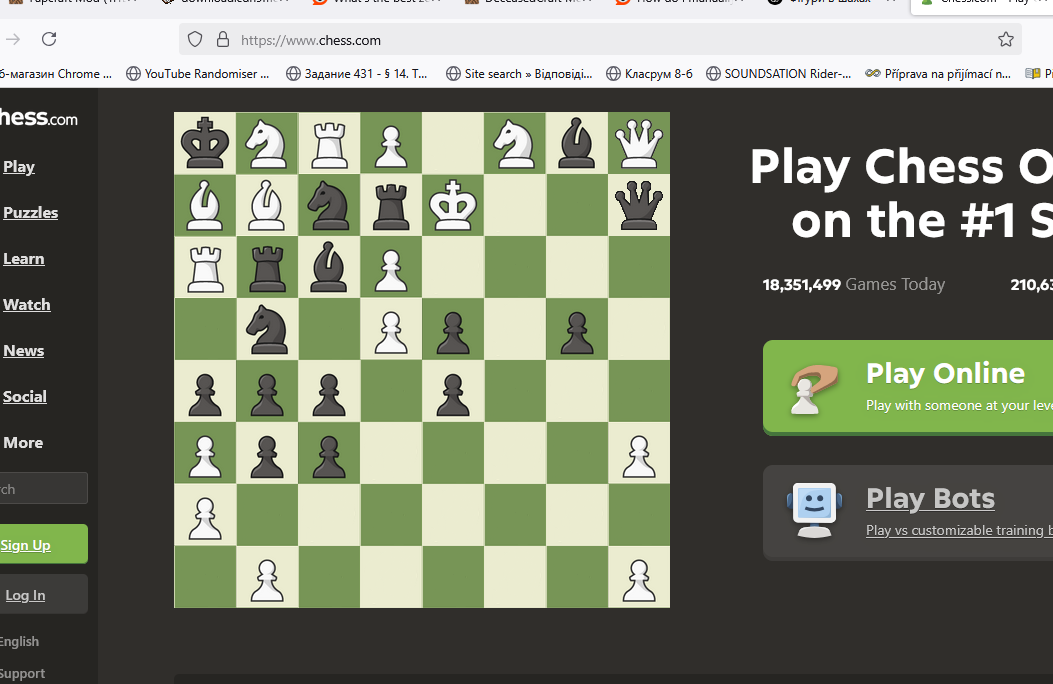 https://www.chess.com
YouTube Randomiser ...
Задание 431 - § 14. Т...
Site search » Відповіді...
Класрум 8-б
SOUNDSATION Rider-...
Příprava na přijímací n...
б-магазин Chrome ...
hess.com
Play
Puzzles
Learn
Watch
News
Social
More
Sign Up
Log In
English
Support
Play Chess O
on the #1 S
18,351,499 Games Today
210,63
Play Online
Play with someone at your leve
Play Bots
Play vs customizable training b